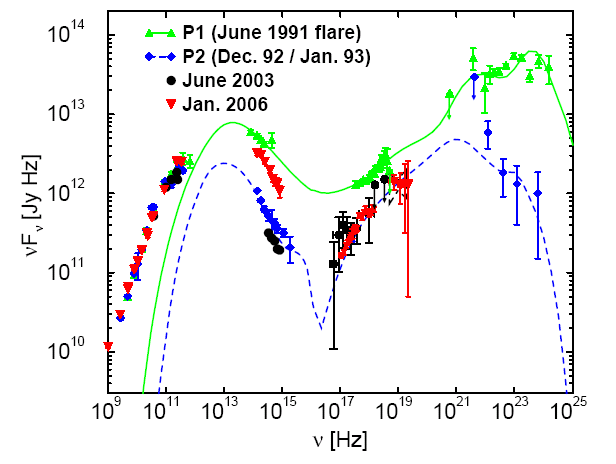 P1 (June 1991 flare)
P2 (Dec. 92 / Jan. 93)
June 2003
Jan. 2006
10^14
10^13
10^12
10^11
10^10
νFν [Jy Hz]
10^9 10^11 10^13 10^15 10^17 10^19 10^21 10^23 10^25
ν [Hz]